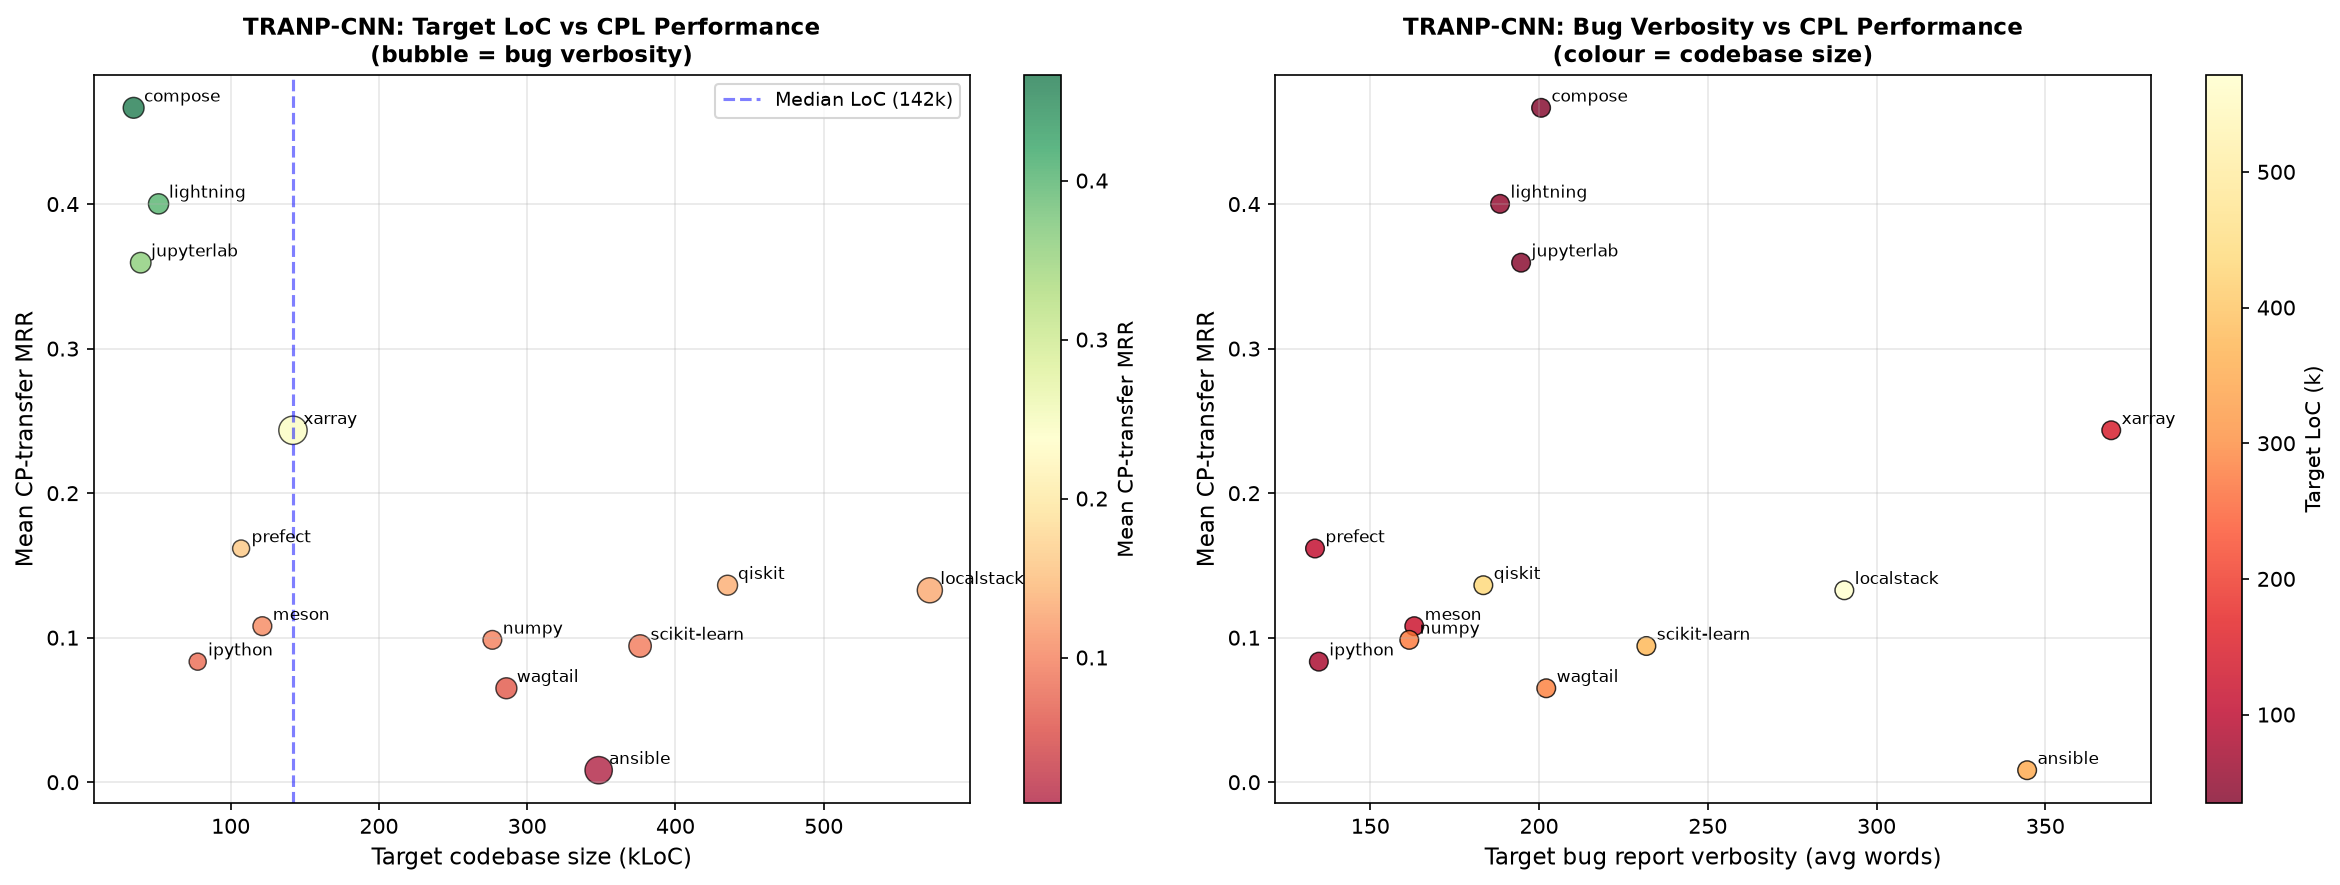 TRANP-CNN: Target LoC vs CPL Performance
(bubble = bug verbosity)
Median LoC (142k)
compose
lightning
jupyterlab
xarray
prefect
meson
ipython
numpy
wagtail
scikit-learn
ansible
qiskit
localstack
0.4
0.3
0.2
0.1
0.0
Mean CP-transfer MRR
100
200
300
400
500
Target codebase size (kLoC)
0.4
0.3
0.2
0.1
Mean CP-transfer MRR
TRANP-CNN: Bug Verbosity vs CPL Performance
(colour = codebase size)
compose
lightning
jupyterlab
xarray
prefect
qiskit
localstack
meson
numpy
scikit-learn
ipython
wagtail
ansible
0.4
0.3
0.2
0.1
0.0
Mean CP-transfer MRR
150
200
250
300
350
Target bug report verbosity (avg words)
500
400
300
200
100
Target LoC (k)